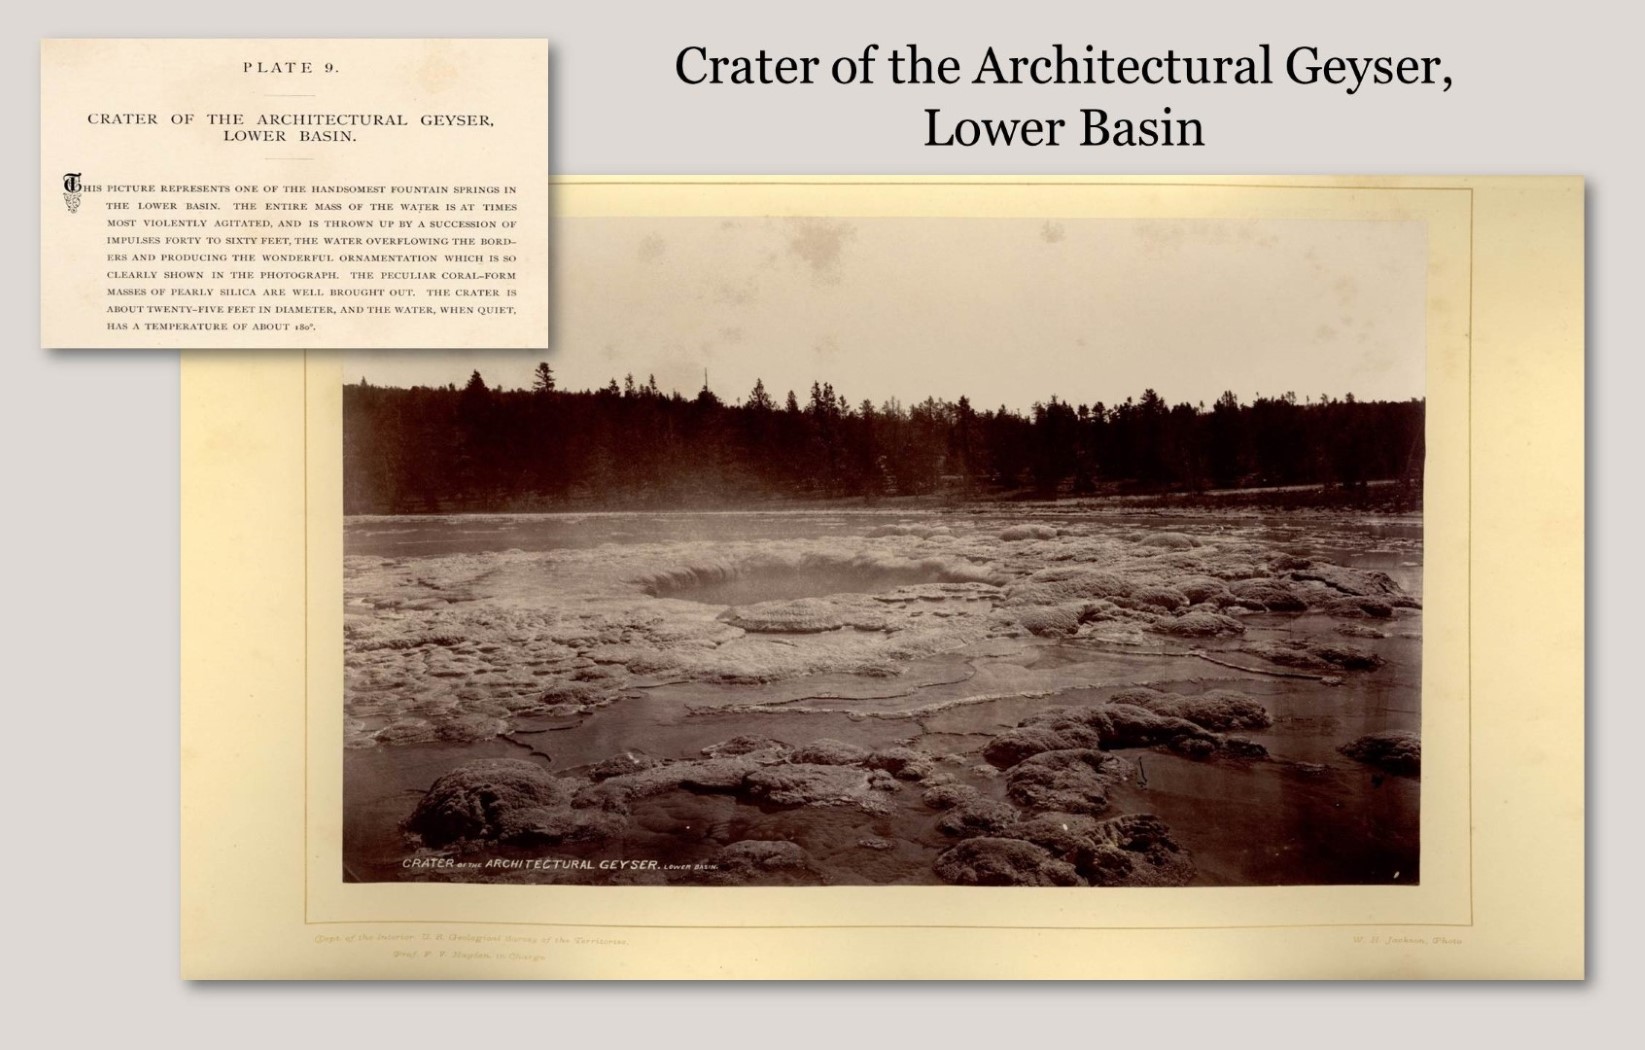 PLATE 9.
CRATER OF THE ARCHITECTURAL GEYSER,
LOWER BASIN.
THIS PICTURE REPRESENTS ONE OF THE HANDSOMEST FOUNTAIN SPRINGS IN
THE LOWER BASIN. THE ENTIRE MASS OF THE WATER IS AT TIMES
MOST VIOLENTLY AGITATED, AND IS THROWN UP BY A SUCCESSION OF
IMPULSES FORTY TO SIXTY FEET, THE WATER OVERFLOWING THE BORD-
ERS AND PRODUCING THE WONDERFUL ORNAMENTATION WHICH IS SO
CLEARLY SHOWN IN THE PHOTOGRAPH. THE PECULIAR CORAL-FORM
MASSES OF PEARLY SILICA ARE WELL BROUGHT OUT. THE CRATER IS
ABOUT TWENTY-FIVE FEET IN DIAMETER, AND THE WATER, WHEN QUIET,
HAS A TEMPERATURE OF ABOUT 180°.
Crater of the Architectural Geyser,
Lower Basin
CRATER OF THE ARCHITECTURAL GEYSER. LOWER BASIN.
Dept. of the Interior U. S. Geological Survey of the Territories.
Prof. F. V. Hayden, in Charge
W. H. Jackson, Photo